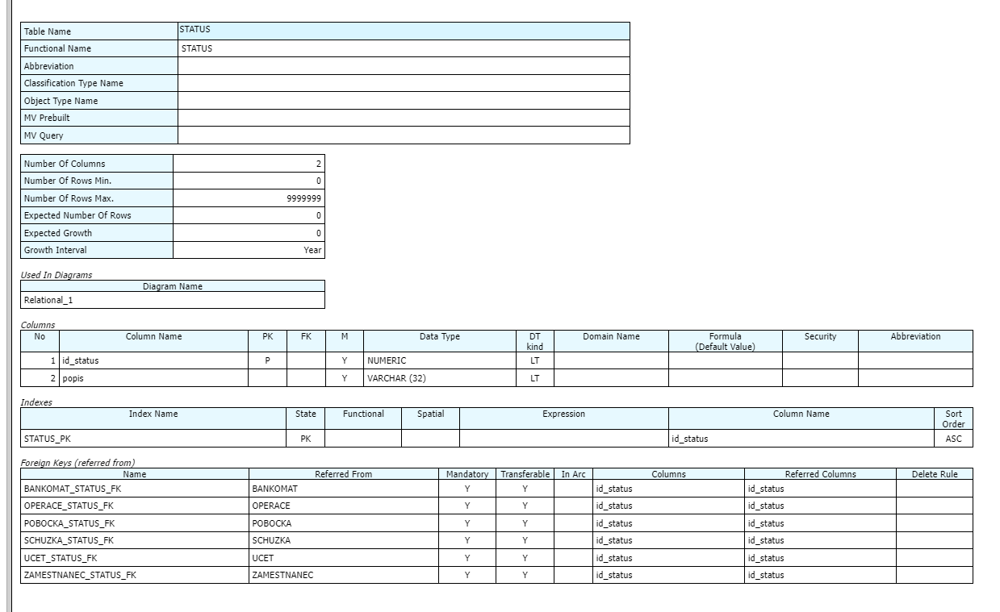 Table Name STATUS
Functional Name STATUS
Abbreviation
Classification Type Name
Object Type Name
MV Prebuilt
MV Query
Number Of Columns 2
Number Of Rows Min. 0
Number Of Rows Max. 9999999
Expected Number Of Rows 0
Expected Growth 0
Growth Interval Year
Used In Diagrams
Diagram Name
Relational_1
Columns
No Column Name PK FK M Data Type DT kind Domain Name Formula (Default Value) Security Abbreviation
1 id_status P Y NUMERIC LT
2 popis Y VARCHAR (32) LT
Indexes
Index Name State Functional Spatial Expression Column Name Sort Order
STATUS_PK PK id_status ASC
Foreign Keys (referred from)
Name Referred From Mandatory Transferable In Arc Columns Referred Columns Delete Rule
BANKOMAT_STATUS_FK BANKOMAT Y Y id_status id_status
OPERACE_STATUS_FK OPERACE Y Y id_status id_status
POBOCKA_STATUS_FK POBOCKA Y Y id_status id_status
SCHUZKA_STATUS_FK SCHUZKA Y Y id_status id_status
UCET_STATUS_FK UCET Y Y id_status id_status
ZAMESTNANEC_STATUS_FK ZAMESTNANEC Y Y id_status id_status